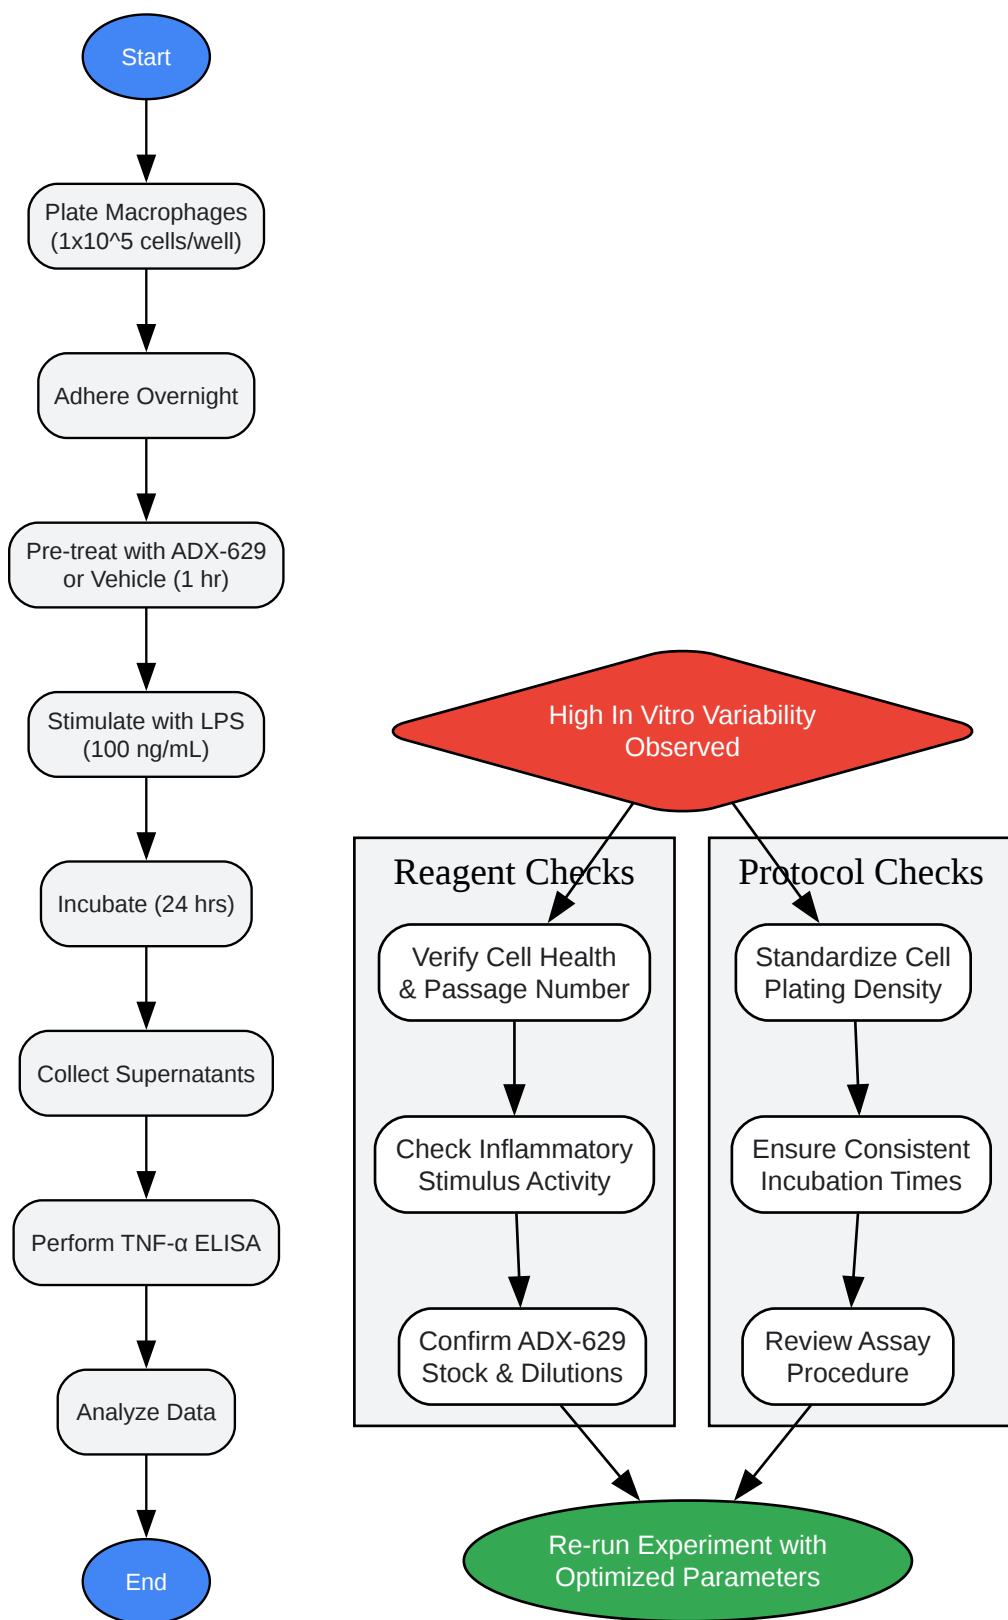 Start
Plate Macrophages
(1x10^5 cells/well)
Adhere Overnight
Pre-treat with ADX-629
or Vehicle (1 hr)
Stimulate with LPS
(100 ng/mL)
Incubate (24 hrs)
Collect Supernatants
Perform TNF-α ELISA
Analyze Data
End
High In Vitro Variability
Observed
Reagent Checks
Verify Cell Health
& Passage Number
Check Inflammatory
Stimulus Activity
Confirm ADX-629
Stock & Dilutions
Protocol Checks
Standardize Cell
Plating Density
Ensure Consistent
Incubation Times
Review Assay
Procedure
Re-run Experiment with
Optimized Parameters